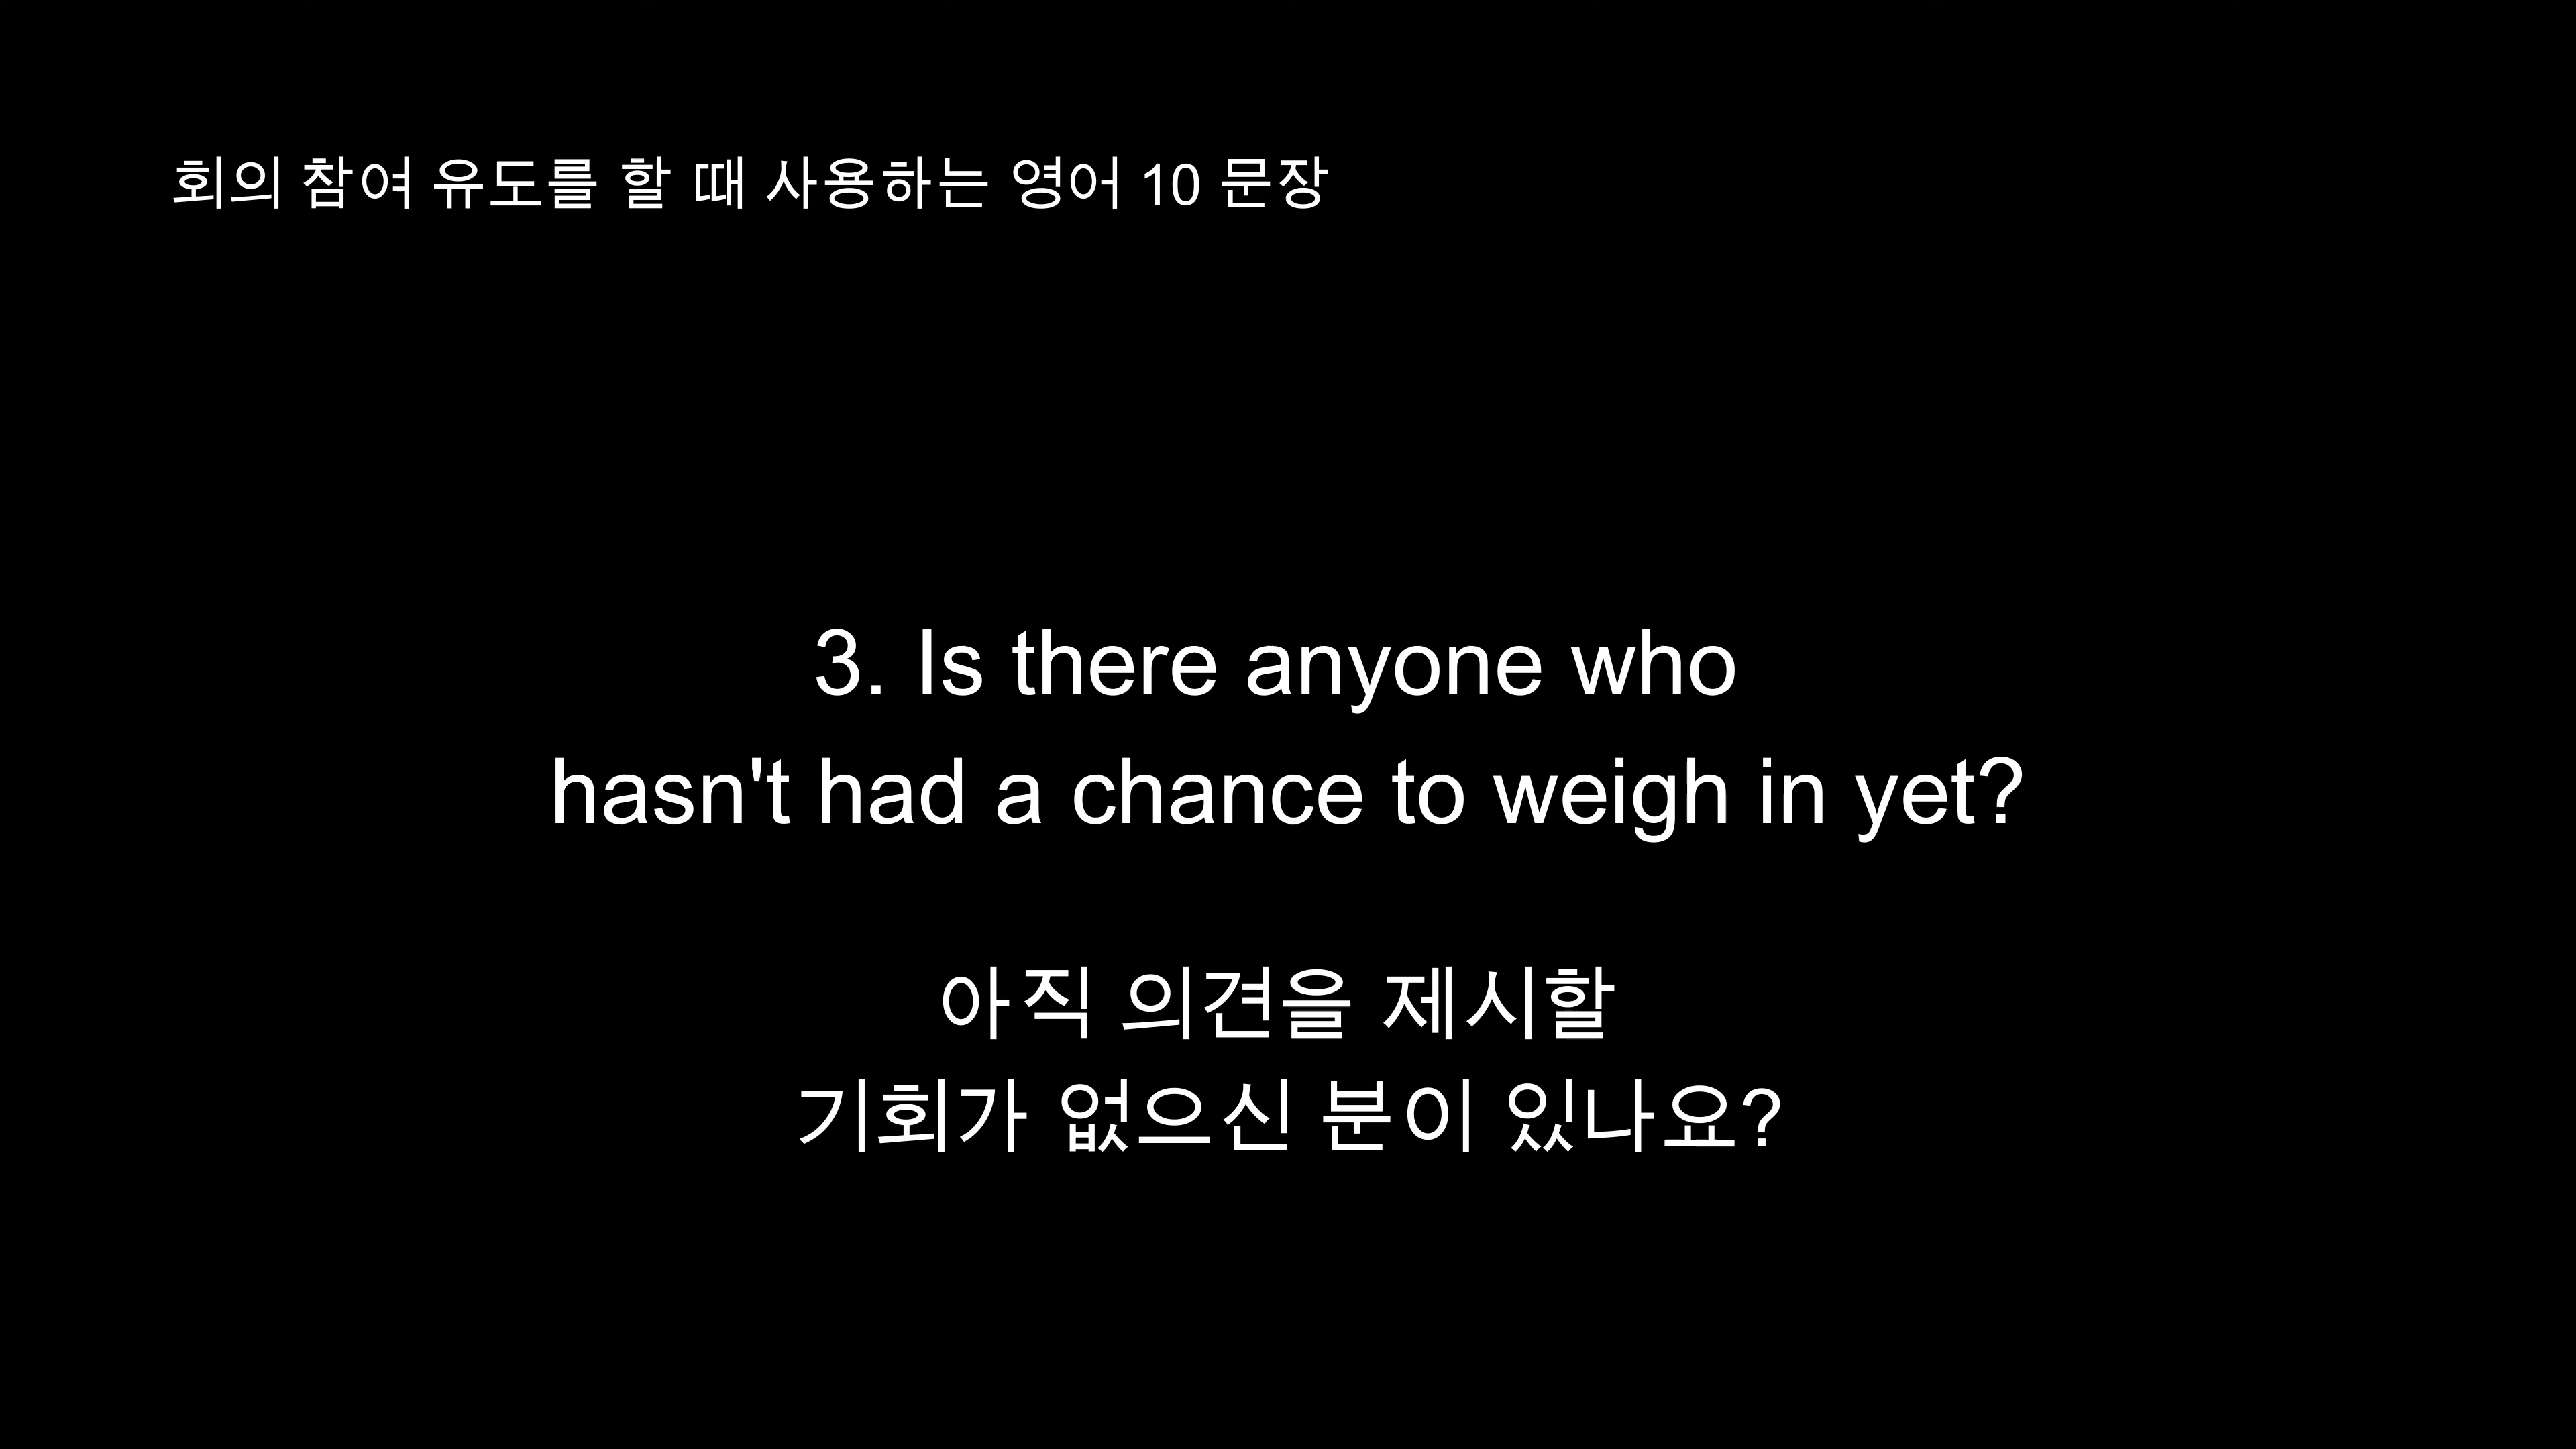 회의 참여 유도를 할 때 사용하는 영어 10 문장
3. Is there anyone who
hasn't had a chance to weigh in yet?
아직 의견을 제시할
기회가 없으신 분이 있나요?